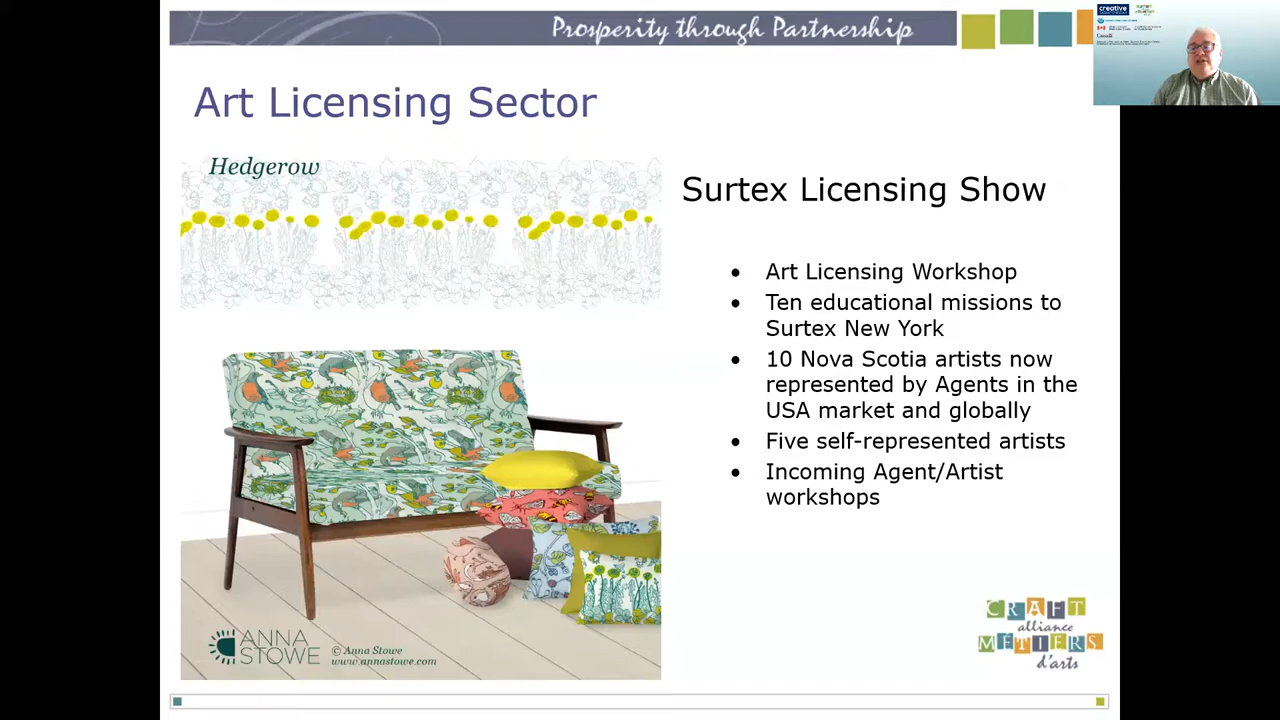 Prosperity through Partnership
creative
Canada
Art Licensing Sector
Hedgerow
Surtex Licensing Show
• Art Licensing Workshop
• Ten educational missions to
Surtex New York
• 10 Nova Scotia artists now
represented by Agents in the
USA market and globally
• Five self-represented artists
• Incoming Agent/Artist
workshops
ANNA
STOWE
© Anna Stowe
www.annastowe.com
CRAFT
alliance
METIERS
d'arts